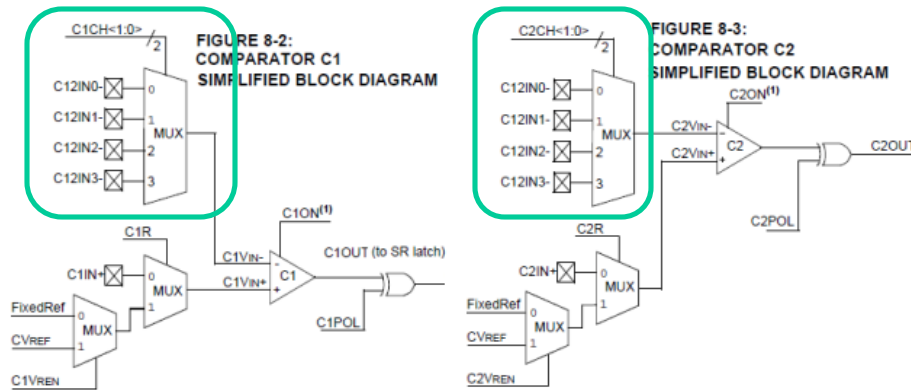 C1CH<1:0>
2
FIGURE 8-2:
COMPARATOR C1
SIMPLIFIED BLOCK DIAGRAM
C12IN0-
0
C12IN1-
1
MUX
C12IN2-
2
C12IN3-
3
C1ON(1)
C1R
C1VIN-
-
C1
C1OUT (to SR latch)
C1IN+
0
MUX
C1VIN+
+
1
FixedRef
0
MUX
C1POL
CVREF
1
C1VREN
C2CH<1:0>
2
FIGURE 8-3:
COMPARATOR C2
SIMPLIFIED BLOCK DIAGRAM
C12IN0-
0
C2ON(1)
C12IN1-
1
MUX
C2VIN-
-
C2
C2OUT
C12IN2-
2
C2VIN+
+
C12IN3-
3
C2POL
C2R
C2IN+
0
MUX
1
FixedRef
0
MUX
CVREF
1
C2VREN